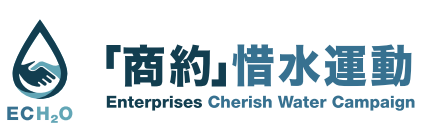 ECH₂O
「商約」惜水運動
Enterprises Cherish Water Campaign